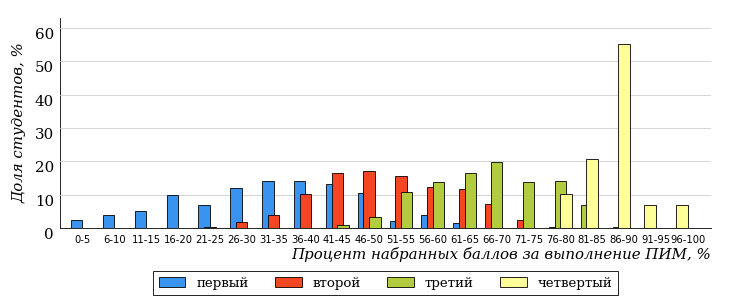 Доля студентов, %
60
50
40
30
20
10
0
0-5 6-10 11-15 16-20 21-25 26-30 31-35 36-40 41-45 46-50 51-55 56-60 61-65 66-70 71-75 76-80 81-85 86-90 91-95 96-100
Процент набранных баллов за выполнение ПИМ, %
первый второй третий четвертый